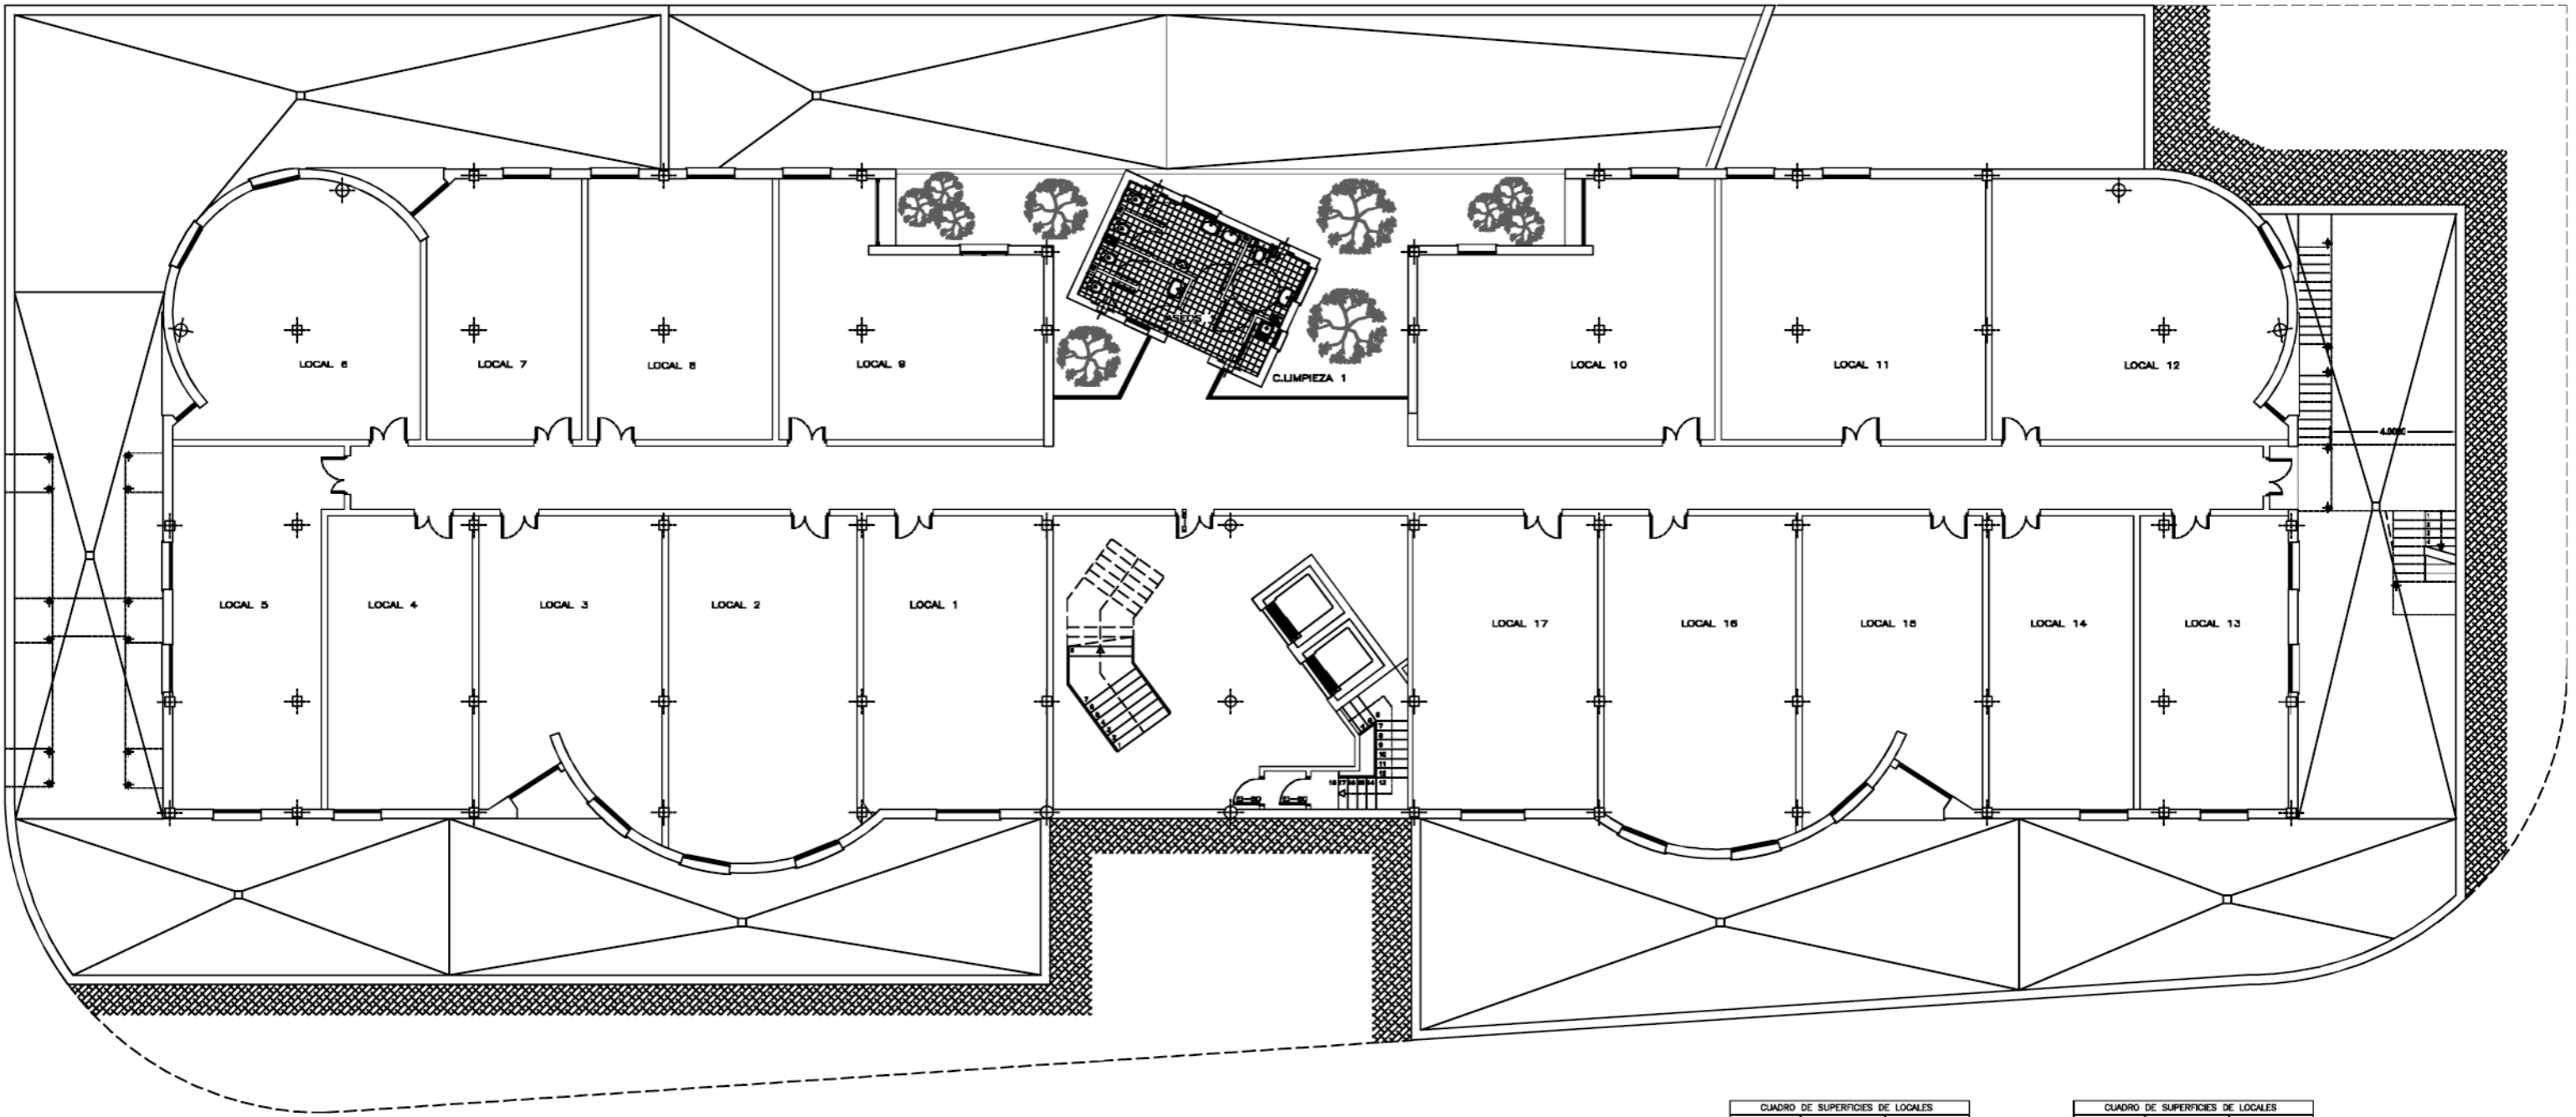 LOCAL 6
LOCAL 7
LOCAL 8
LOCAL 9
ASEOS
C.LIMPIEZA 1
LOCAL 10
LOCAL 11
LOCAL 12
LOCAL 5
LOCAL 4
LOCAL 3
LOCAL 2
LOCAL 1
LOCAL 17
LOCAL 16
LOCAL 15
LOCAL 14
LOCAL 13
CUADRO DE SUPERFICIES DE LOCALES
CUADRO DE SUPERFICIES DE LOCALES